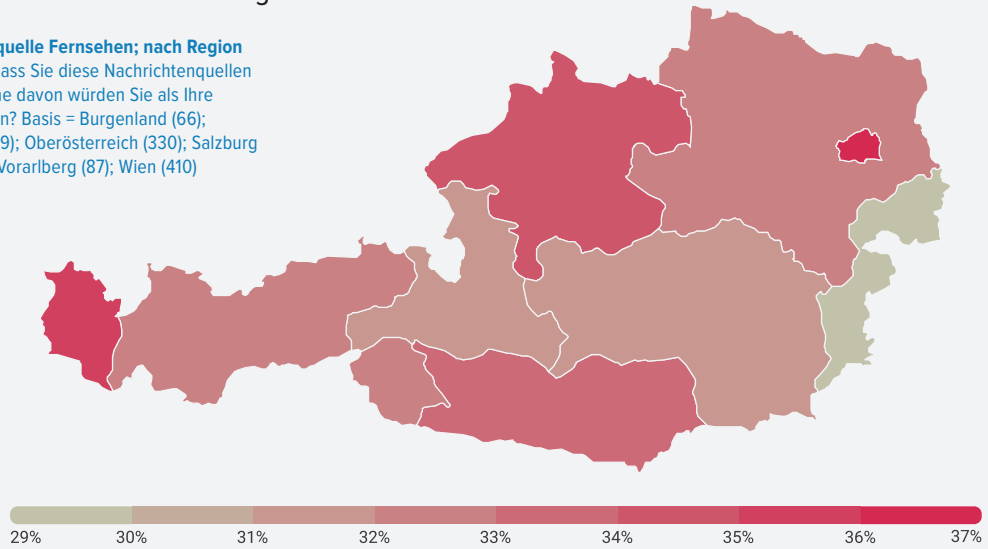 quelle Fernsehen; nach Region
ass Sie diese Nachrichtenquellen
davon würden Sie als Ihre
n? Basis = Burgenland (66);
9); Oberösterreich (330); Salzburg
Vorarlberg (87); Wien (410)
29% 30% 31% 32% 33% 34% 35% 36% 37%